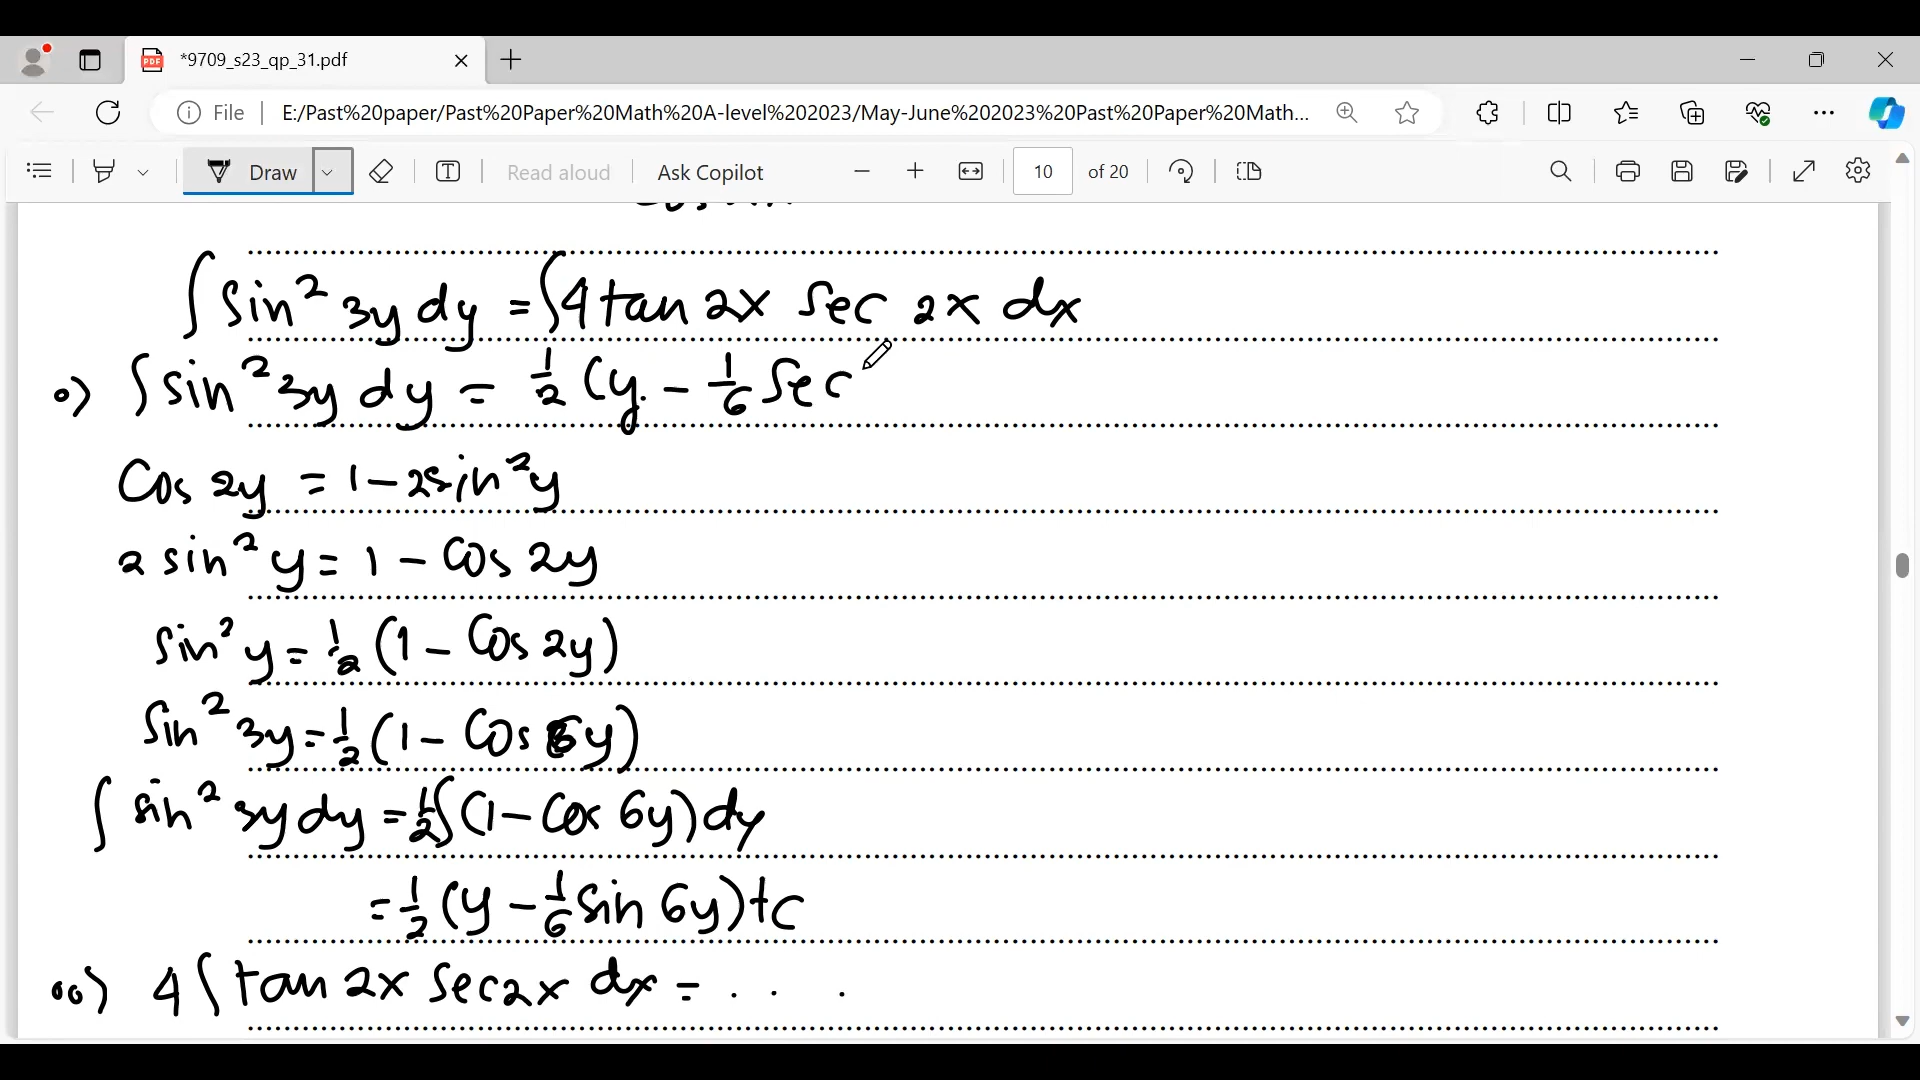 *9709_s23_qp_31.pdf
File E:/Past%20paper/Past%20Paper%20Math%20A-level%202023/May-June%202023%20Past%20Paper%20Math...
Draw Read aloud Ask Copilot 10 of 20
∫ sin² 3y dy = ∫ 4 tan 2x sec 2x dx
o) ∫ sin² 3y dy = 1/2 (y - 1/6 Sec
Cos 2y = 1 - 2sin² y
2 sin² y = 1 - Cos 2y
sin² y = 1/2 (1 - Cos 2y)
Sin² 3y = 1/2 (1 - Cos 6y)
∫ sin² 3y dy = 1/2 ∫ (1 - Cos 6y) dy
= 1/2 (y - 1/6 Sin 6y) + c
oo) 4 ∫ tan 2x sec 2x dx = . . .